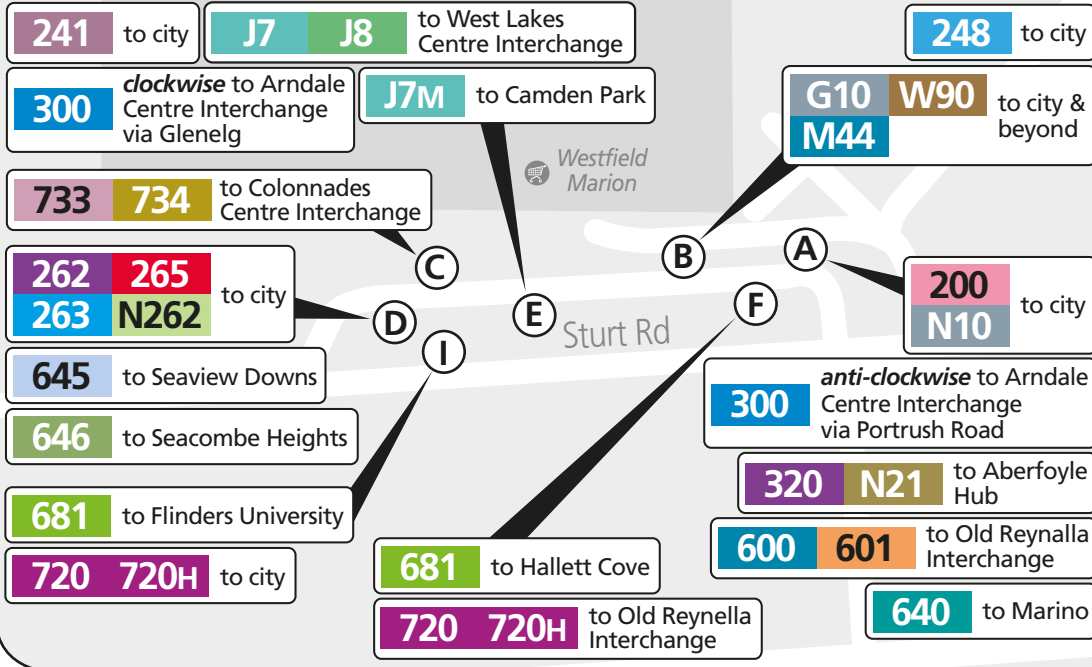 241 to city
J7 J8 to West Lakes
Centre Interchange
248 to city
300 clockwise to Arndale
Centre Interchange
via Glenelg
J7M to Camden Park
G10 W90 to city &
M44 beyond
Westfield
Marion
733 734 to Colonnades
Centre Interchange
C
B
A
262 265 to city
263 N262
D
E
F
200 to city
N10
Sturt Rd
I
645 to Seaview Downs
300 anti-clockwise to Arndale
Centre Interchange
via Portrush Road
646 to Seacombe Heights
320 N21 to Aberfoyle
Hub
681 to Flinders University
600 601 to Old Reynalla
Interchange
720 720H to city
681 to Hallett Cove
640 to Marino
720 720H to Old Reynella
Interchange